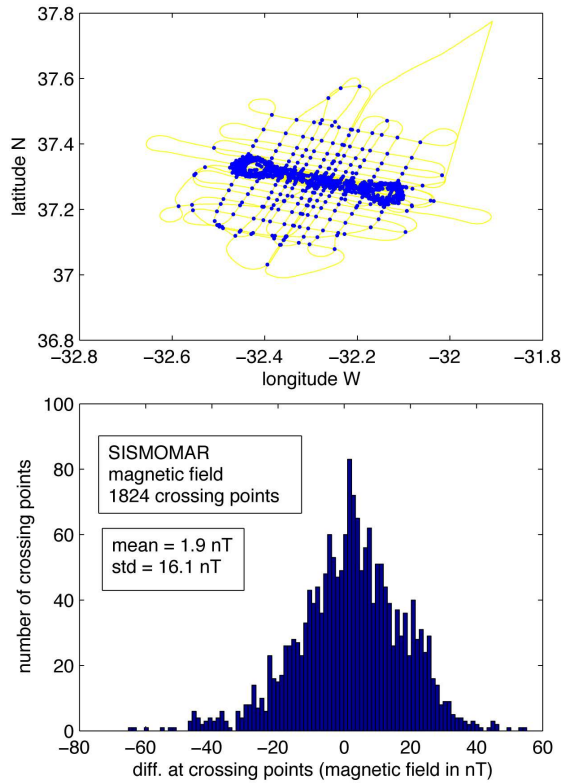 37.8
37.6
37.4
37.2
37
36.8
latitude N
−32.8 −32.6 −32.4 −32.2 −32 −31.8
longitude W
100
80
60
40
20
0
number of crossing points
SISMOMAR
magnetic field
1824 crossing points
mean = 1.9 nT
std = 16.1 nT
−80 −60 −40 −20 0 20 40 60
diff. at crossing points (magnetic field in nT)